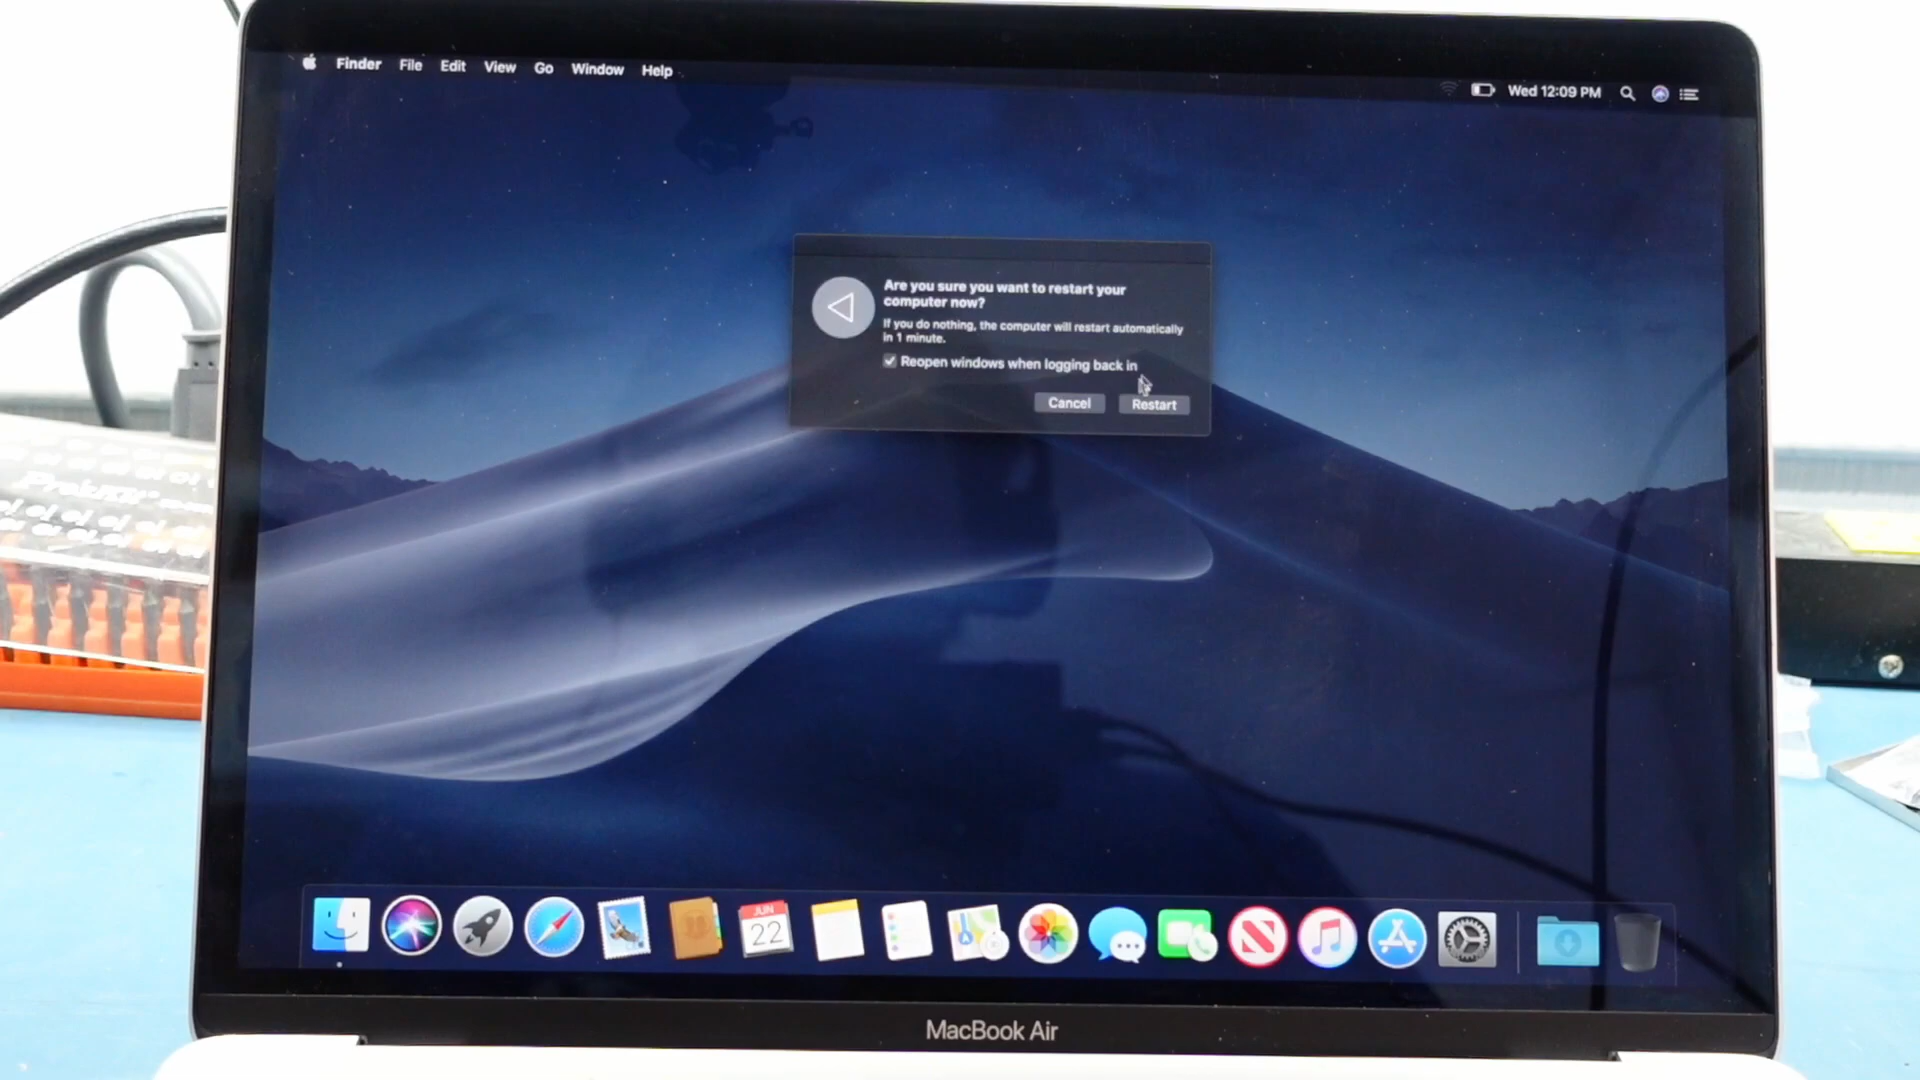 Finder File Edit View Go Window Help
Wed 12:09 PM
Are you sure you want to restart your
computer now?
If you do nothing, the computer will restart automatically
in 1 minute.
Reopen windows when logging back in
Cancel Restart
JUN
22
MacBook Air